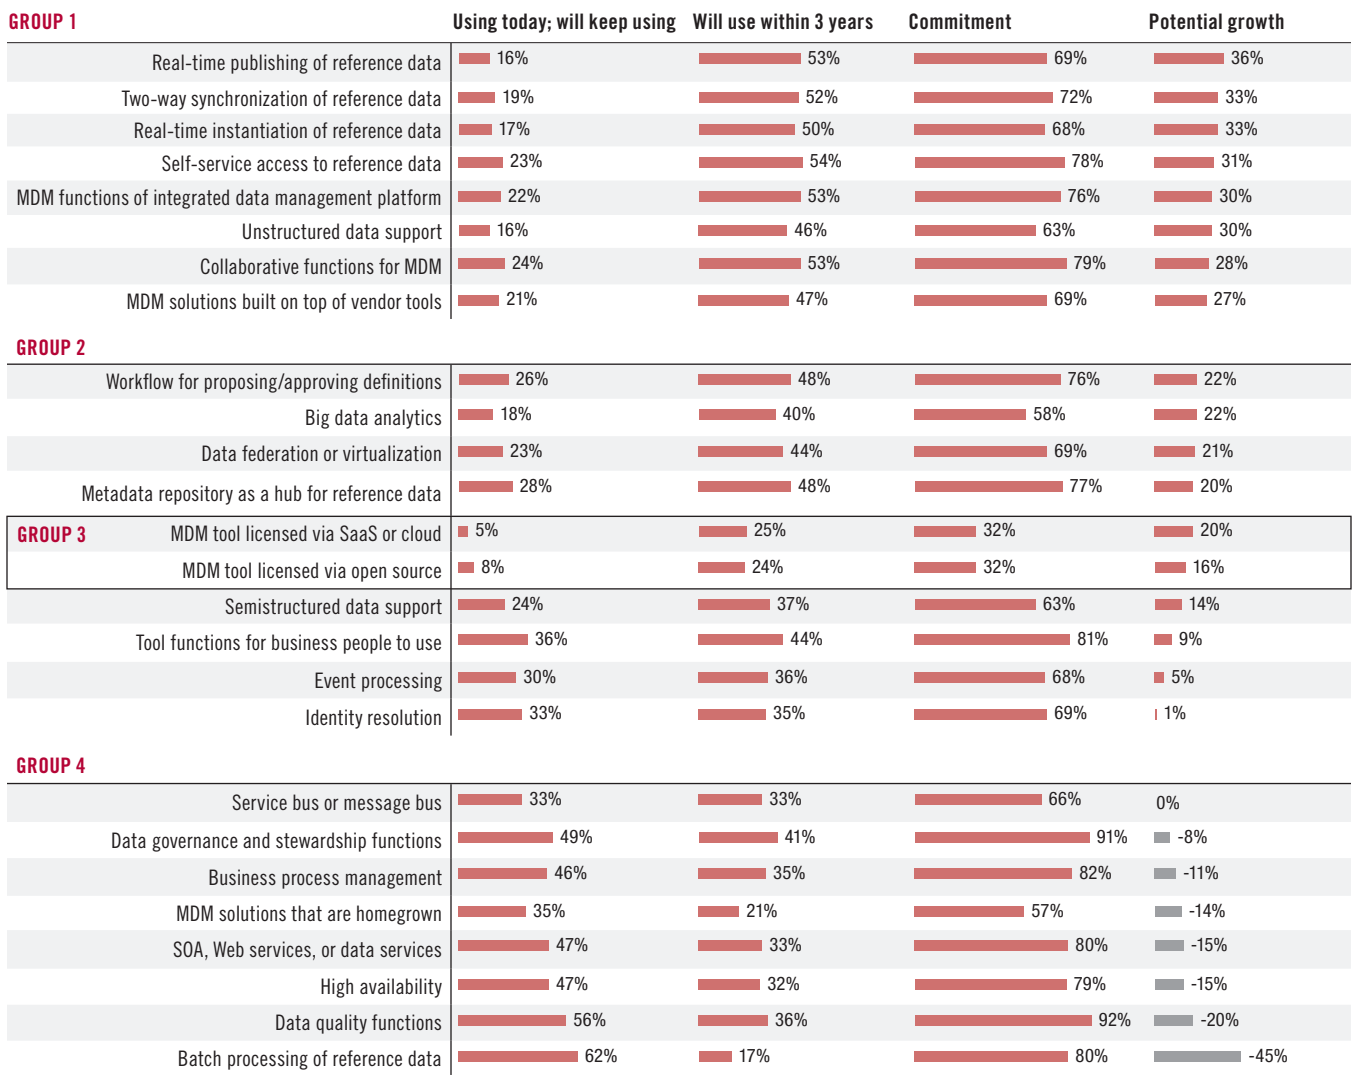 GROUP 1 Using today; will keep using Will use within 3 years Commitment Potential growth
Real-time publishing of reference data 16% 53% 69% 36%
Two-way synchronization of reference data 19% 52% 72% 33%
Real-time instantiation of reference data 17% 50% 68% 33%
Self-service access to reference data 23% 54% 78% 31%
MDM functions of integrated data management platform 22% 53% 76% 30%
Unstructured data support 16% 46% 63% 30%
Collaborative functions for MDM 24% 53% 79% 28%
MDM solutions built on top of vendor tools 21% 47% 69% 27%
GROUP 2
Workflow for proposing/approving definitions 26% 48% 76% 22%
Big data analytics 18% 40% 58% 22%
Data federation or virtualization 23% 44% 69% 21%
Metadata repository as a hub for reference data 28% 48% 77% 20%
GROUP 3 MDM tool licensed via SaaS or cloud 5% 25% 32% 20%
MDM tool licensed via open source 8% 24% 32% 16%
Semistructured data support 24% 37% 63% 14%
Tool functions for business people to use 36% 44% 81% 9%
Event processing 30% 36% 68% 5%
Identity resolution 33% 35% 69% 1%
GROUP 4
Service bus or message bus 33% 33% 66% 0%
Data governance and stewardship functions 49% 41% 91% -8%
Business process management 46% 35% 82% -11%
MDM solutions that are homegrown 35% 21% 57% -14%
SOA, Web services, or data services 47% 33% 80% -15%
High availability 47% 32% 79% -15%
Data quality functions 56% 36% 92% -20%
Batch processing of reference data 62% 17% 80% -45%